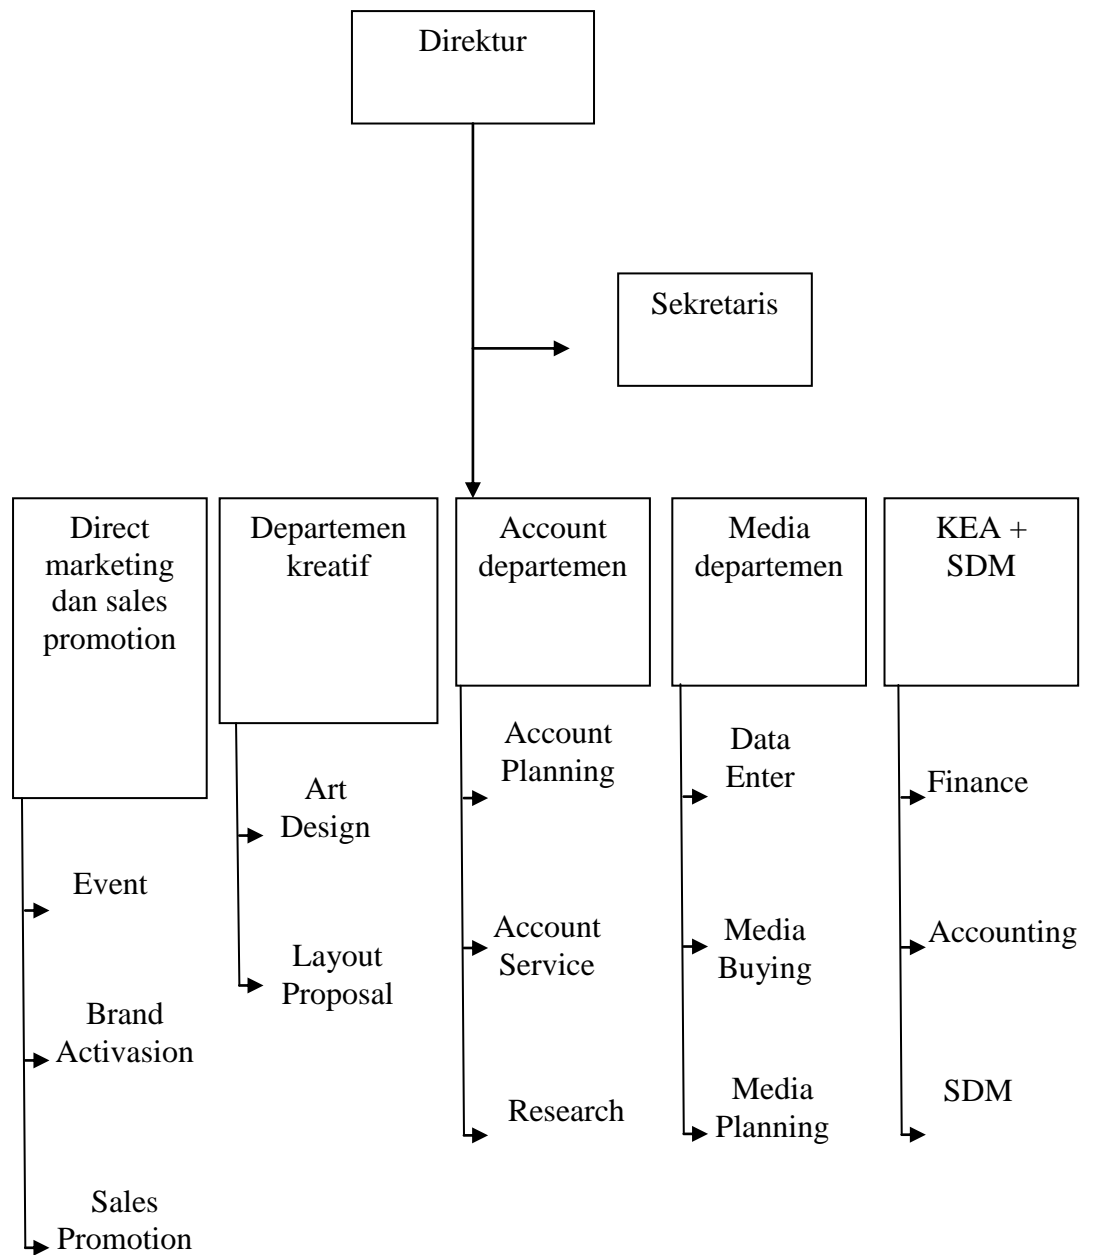 Direktur
Sekretaris
Direct
marketing
dan sales
promotion
Departemen
kreatif
Account
departemen
Media
departemen
KEA +
SDM
Event
Brand
Activasion
Sales
Promotion
Art
Design
Layout
Proposal
Account
Planning
Account
Service
Research
Data
Enter
Media
Buying
Media
Planning
Finance
Accounting
SDM